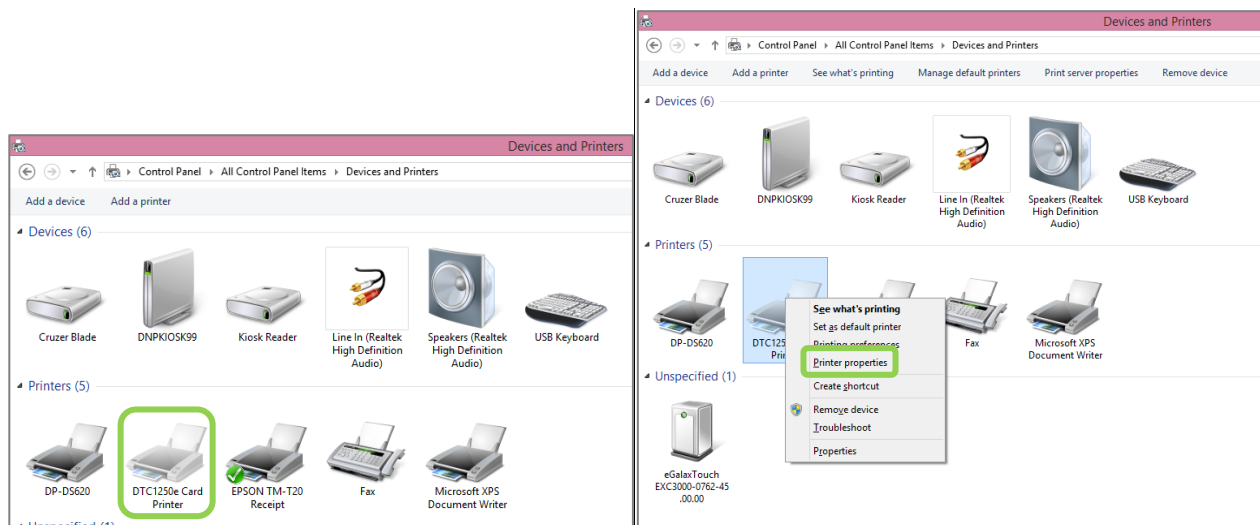 Devices and Printers
Control Panel ▸ All Control Panel Items ▸ Devices and Printers
Add a device Add a printer
Devices (6)
Cruzer Blade
DNPKIOSK99
Kiosk Reader
Line In (Realtek
High Definition
Audio)
Speakers (Realtek
High Definition
Audio)
USB Keyboard
Printers (5)
DP-DS620
DTC1250e Card
Printer
EPSON TM-T20
Receipt
Fax
Microsoft XPS
Document Writer
Unspecified (1)
Devices and Printers
Control Panel ▸ All Control Panel Items ▸ Devices and Printers
Add a device Add a printer See what's printing Manage default printers Print server properties Remove device
Devices (6)
Cruzer Blade
DNPKIOSK99
Kiosk Reader
Line In (Realtek
High Definition
Audio)
Speakers (Realtek
High Definition
Audio)
USB Keyboard
Printers (5)
DP-DS620
DTC125
Prin
Fax
Microsoft XPS
Document Writer
See what's printing
Set as default printer
Printing preferences
Printer properties
Create shortcut
Remove device
Troubleshoot
Properties
Unspecified (1)
eGalaxTouch
EXC3000-0762-45
.00.00